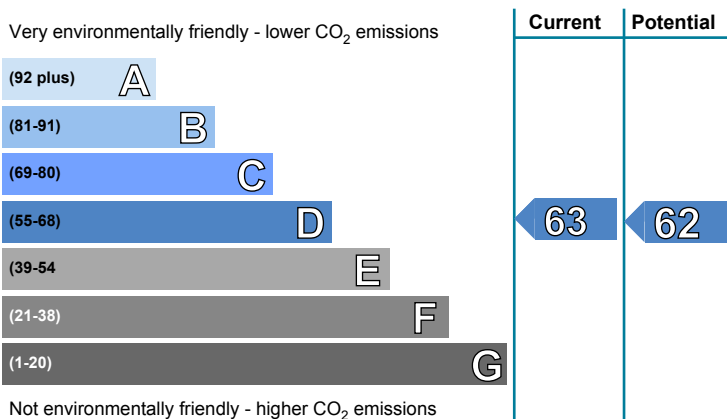 Current Potential
Very environmentally friendly - lower CO₂ emissions
(92 plus) A
(81-91) B
(69-80) C
(55-68) D 63 62
(39-54 E
(21-38) F
(1-20) G
Not environmentally friendly - higher CO₂ emissions